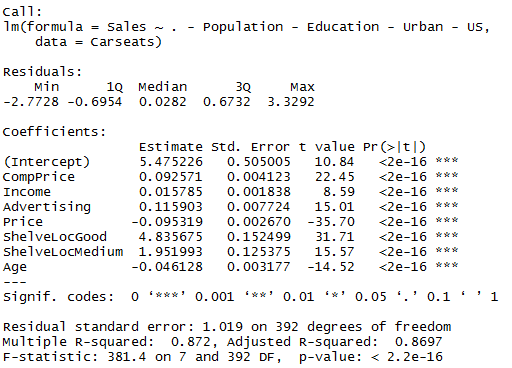 Call:
lm(formula = Sales ~ . - Population - Education - Urban - US,
    data = Carseats)
Residuals:
    Min      1Q  Median      3Q     Max
-2.7728 -0.6954  0.0282  0.6732  3.3292
Coefficients:
                 Estimate Std. Error t value Pr(>|t|)
(Intercept)      5.475226   0.505005   10.84   <2e-16 ***
CompPrice        0.092571   0.004123   22.45   <2e-16 ***
Income           0.015785   0.001838    8.59   <2e-16 ***
Advertising      0.115903   0.007724   15.01   <2e-16 ***
Price           -0.095319   0.002670  -35.70   <2e-16 ***
ShelveLocGood    4.835675   0.152499   31.71   <2e-16 ***
ShelveLocMedium  1.951993   0.125375   15.57   <2e-16 ***
Age             -0.046128   0.003177  -14.52   <2e-16 ***
---
Signif. codes:  0 ‘***’ 0.001 ‘**’ 0.01 ‘*’ 0.05 ‘.’ 0.1 ‘ ’ 1
Residual standard error: 1.019 on 392 degrees of freedom
Multiple R-squared:  0.872, Adjusted R-squared:  0.8697
F-statistic: 381.4 on 7 and 392 DF,  p-value: < 2.2e-16